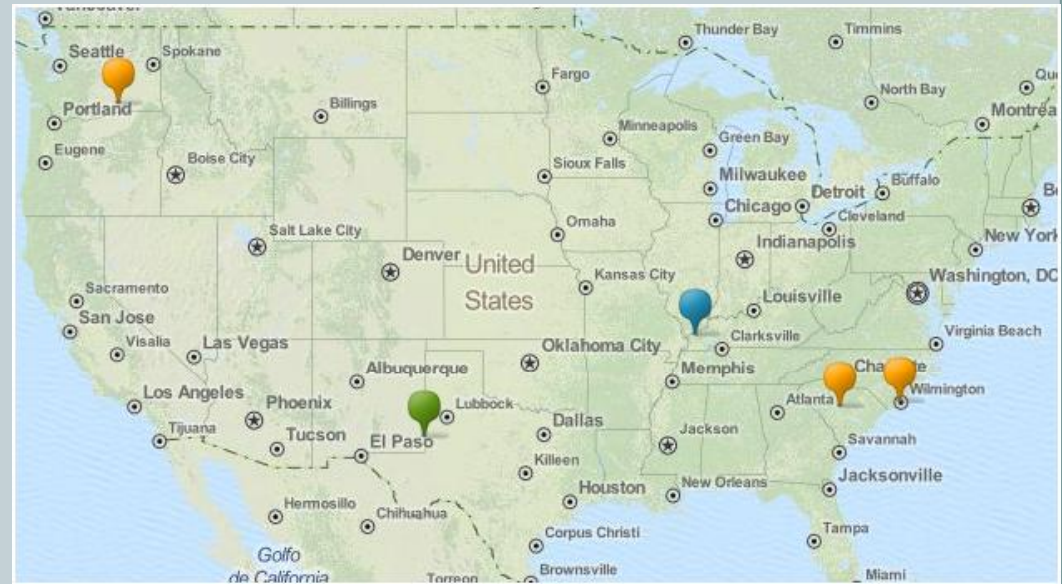 Thunder Bay
Timmins
Seattle
Spokane
Fargo
North Bay
Billings
Portland
Montréa
Minneapolis
Green Bay
Eugene
Boise City
Sioux Falls
Milwaukee
Detroit
Buffalo
Chicago
Cleveland
Omaha
Salt Lake City
New York
Indianapolis
Denver
United
States
Kansas City
Washington, DC
Sacramento
Louisville
San Jose
Virginia Beach
Visalia
Las Vegas
Clarksville
Oklahoma City
Albuquerque
Memphis
Los Angeles
Wilmington
Phoenix
Lubbock
Atlanta
Dallas
Tijuana
Tucson
Jackson
El Paso
Savannah
Killeen
Jacksonville
Houston
New Orleans
Hermosillo
Chihuahua
Tampa
Corpus Christi
Golfo
de California
Brownsville
Miami
Torreon